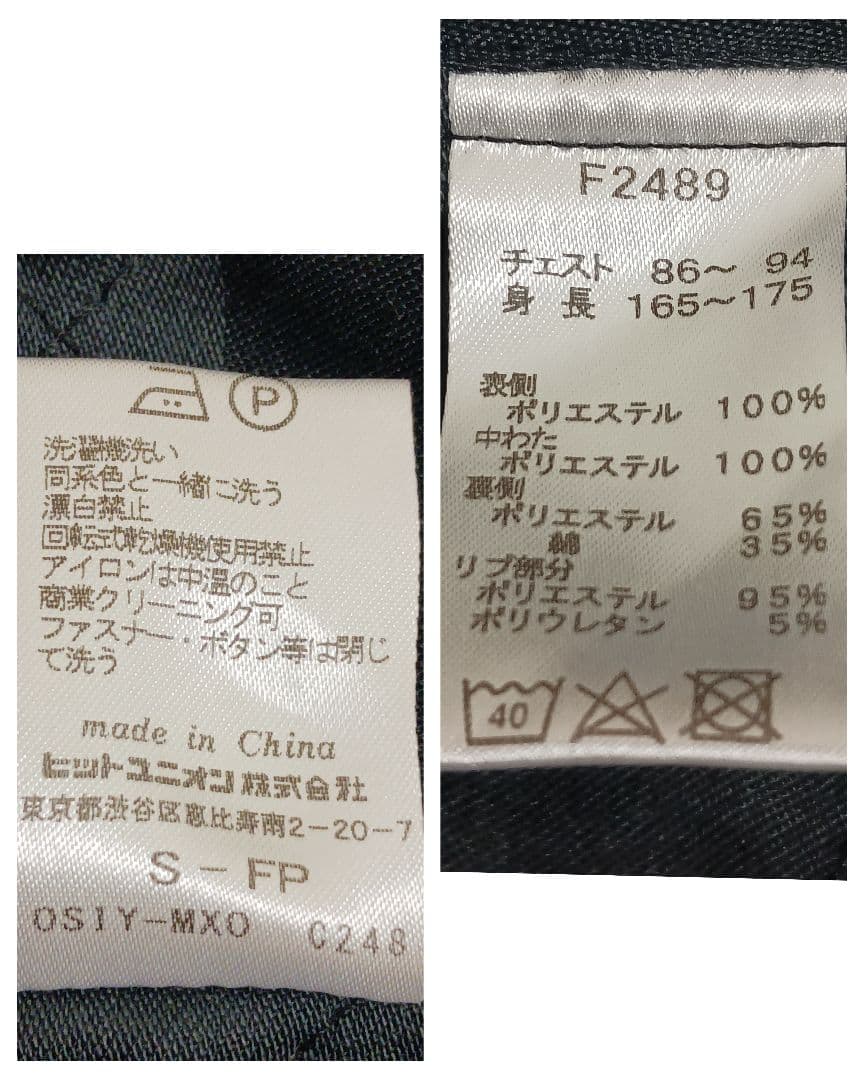 F2489
チェスト 86～ 94
身 長 165～175
表側
ポリエステル 100%
中わた
ポリエステル 100%
裏側
ポリエステル 65%
綿 35%
リブ部分
ポリエステル 95%
ポリウレタン 5%
40
P
洗濯機洗い
同系色と一緒に洗う
漂白禁止
回転式乾燥機使用禁止
アイロンは中温のこと
商業クリーニング可
ファスナー・ボタン等は閉じ
て洗う
made in China
ヒットユニオン株式会社
東京都渋谷区恵比寿南2-20-7
S - FP
OSIY-MXO C248